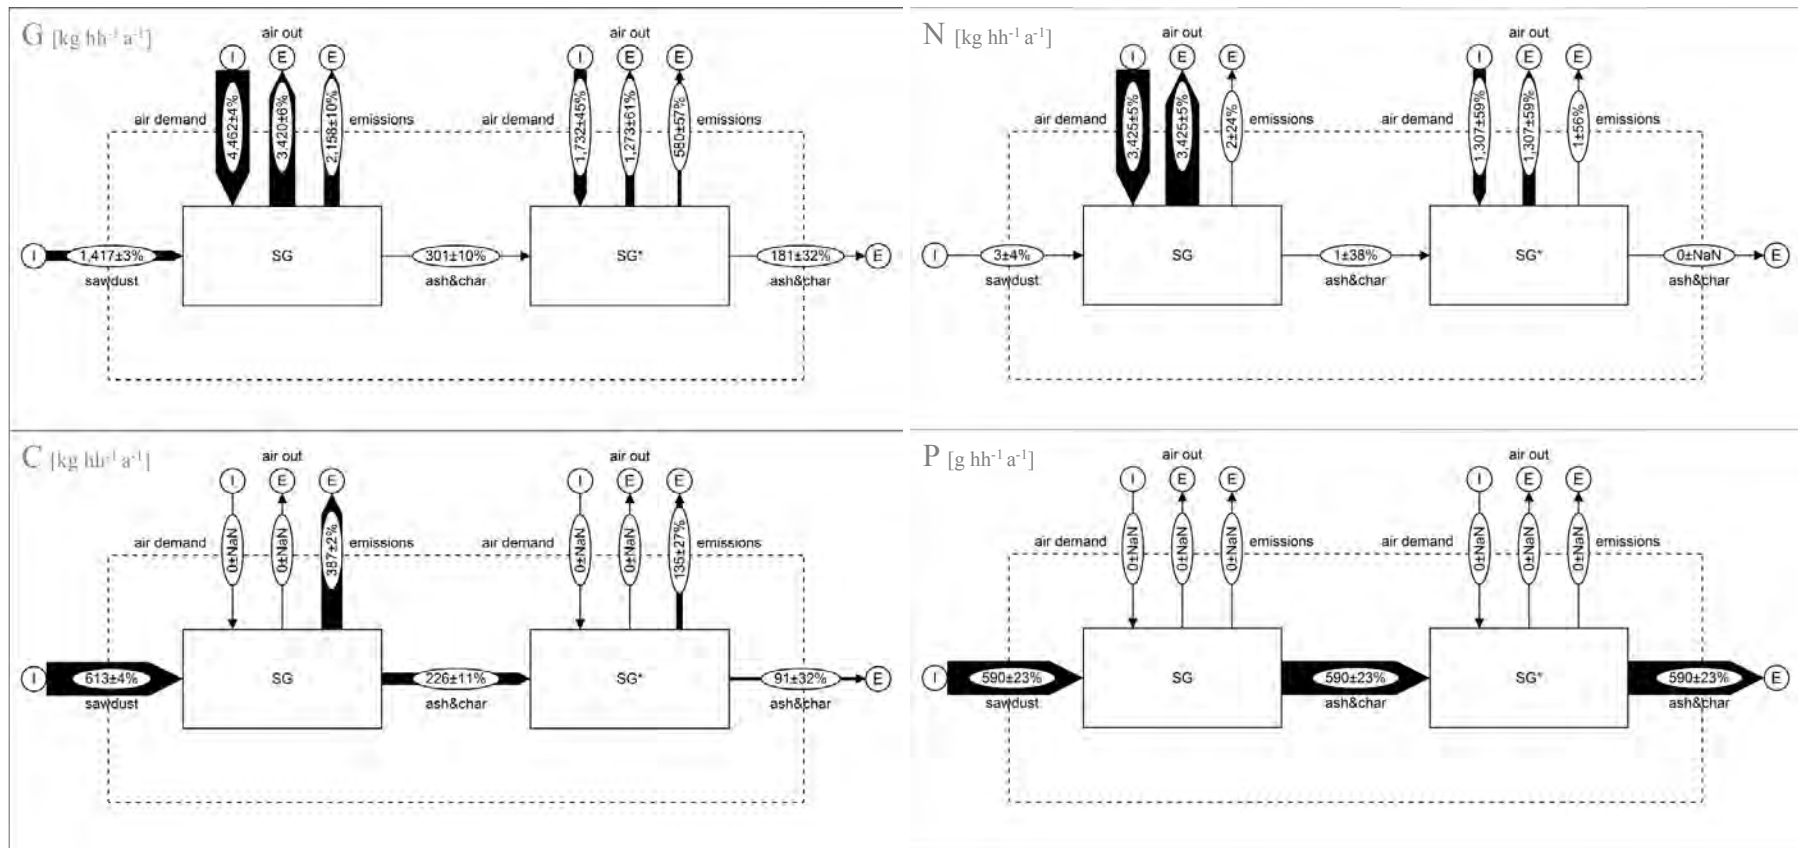 G [kg hh⁻¹ a⁻¹]
air out
I E E I E E
air demand 4,462±4% 3,420±6% 2,158±10% emissions
air demand 1,732±45% 1,273±61% 580±57% emissions
I 1,417±3% SG 301±10% SG* 181±32% E
sawdust ash&char ash&char
air out
N [kg hh⁻¹ a⁻¹]
air out
I E E I E E
air demand 3,425±5% 3,425±5% 2±24% emissions
air demand 1,307±59% 1,307±59% 1±56% emissions
I 3±4% SG 1±38% SG* 0±NaN E
sawdust ash&char ash&char
air out
C [kg hh⁻¹ a⁻¹]
air out
I E E I E E
air demand 0±NaN 0±NaN 387±2% emissions
air demand 0±NaN 0±NaN 135±27% emissions
I 613±4% SG 226±11% SG* 91±32% E
sawdust ash&char ash&char
air out
P [g hh⁻¹ a⁻¹]
air out
I E E I E E
air demand 0±NaN 0±NaN 0±NaN emissions
air demand 0±NaN 0±NaN 0±NaN emissions
I 590±23% SG 590±23% SG* 590±23% E
sawdust ash&char ash&char
air out